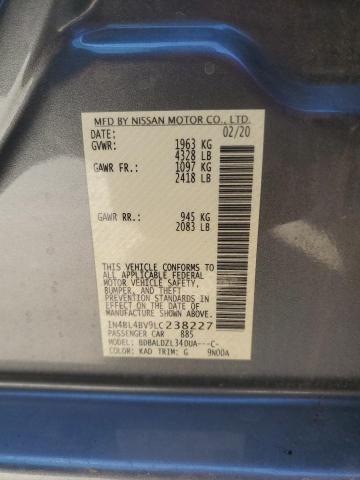 MFD BY NISSAN MOTOR CO., LTD.
DATE: 02/20
GVWR: 1963 KG
4328 LB
GAWR FR.: 1097 KG
2418 LB
GAWR RR.: 945 KG
2083 LB
THIS VEHICLE CONFORMS TO
ALL APPLICABLE FEDERAL
MOTOR VEHICLE SAFETY,
BUMPER, AND THEFT
PREVENTION STANDARDS
IN EFFECT ON THE DATE OF
MANUFACTURE SHOWN ABOVE.
1N4BL4BV9LC238227
PASSENGER CAR 885
MODEL: BDBALDZL34DUA---C-
COLOR: KAD TRIM: G 9N00A